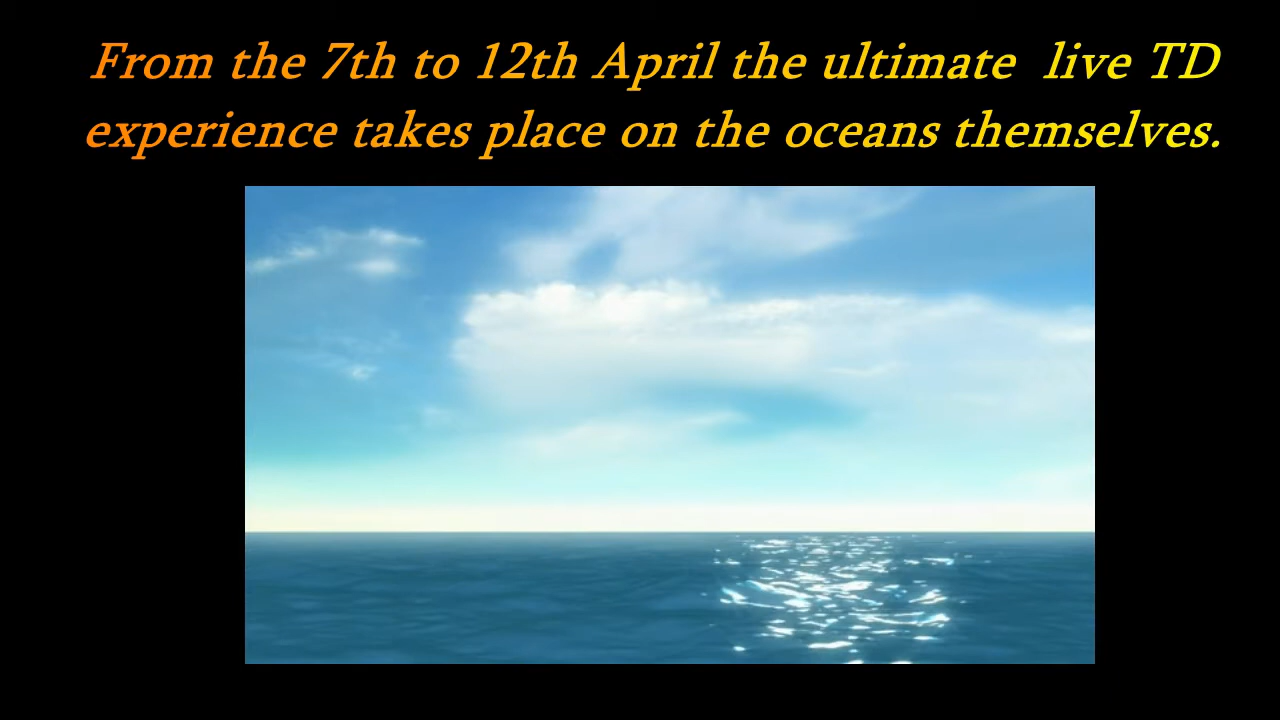 From the 7th to 12th April the ultimate  live TD
experience takes place on the oceans themselves.